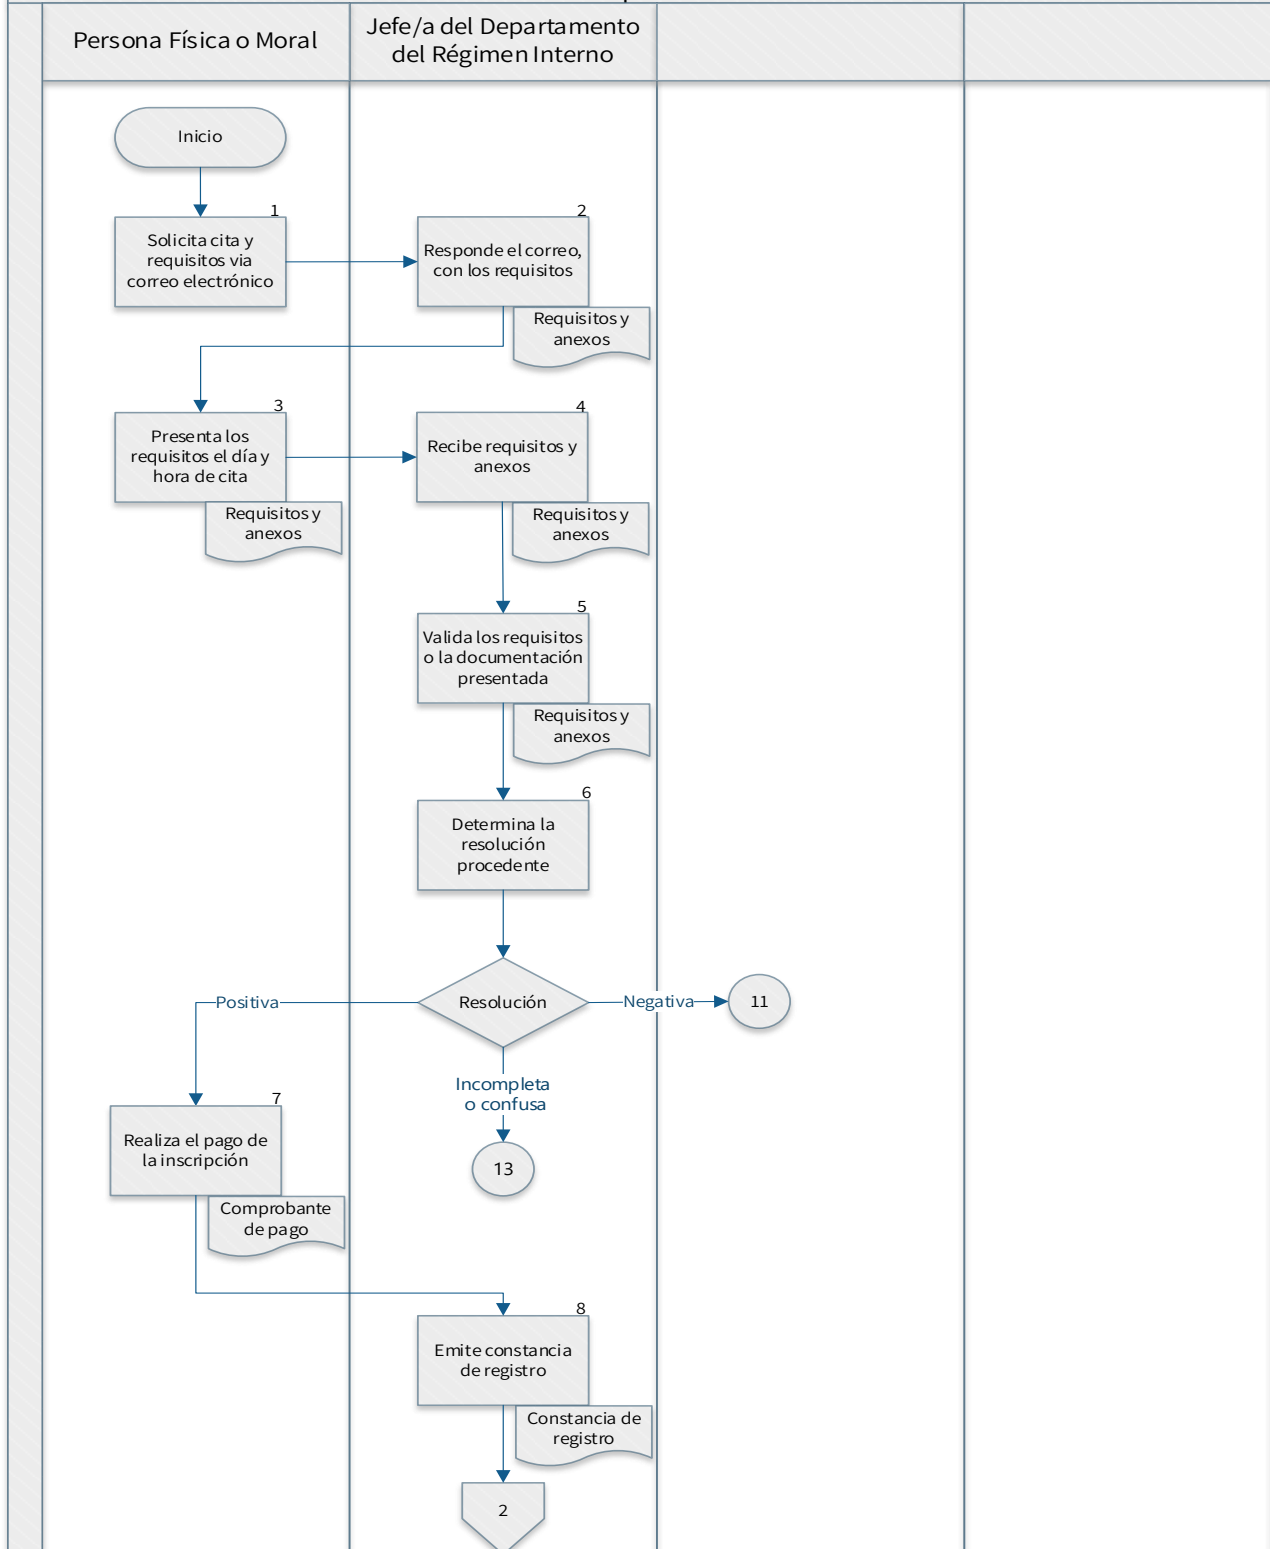 Persona Física o Moral
Jefe/a del Departamento
del Régimen Interno
Inicio
1
Solicita cita y
requisitos via
correo electrónico
2
Responde el correo,
con los requisitos
Requisitos y
anexos
3
Presenta los
requisitos el día y
hora de cita
Requisitos y
anexos
4
Recibe requisitos y
anexos
Requisitos y
anexos
5
Valida los requisitos
o la documentación
presentada
Requisitos y
anexos
6
Determina la
resolución
procedente
Resolución
Positiva
Negativa
11
Incompleta
o confusa
13
7
Realiza el pago de
la inscripción
Comprobante
de pago
8
Emite constancia
de registro
Constancia de
registro
2